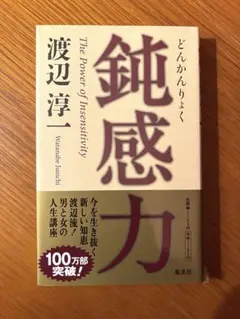 どんかんりょく
鈍感力
渡辺淳一
The Power of Insensitivity
Watanabe Junichi
今を生き抜く
新しい知恵
渡辺流！
男と女の
人生講座
100万部
突破！
集英社